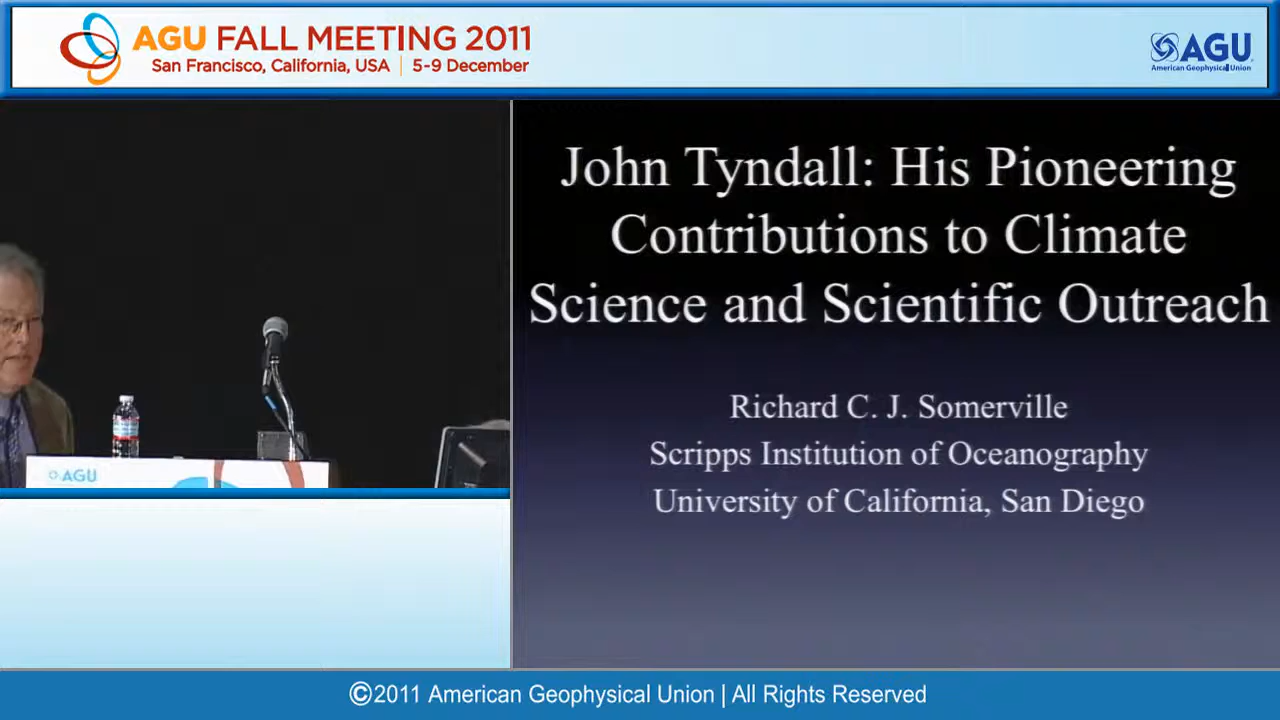 AGU FALL MEETING 2011
San Francisco, California, USA | 5-9 December
AGU
American Geophysical Union
John Tyndall: His Pioneering
Contributions to Climate
Science and Scientific Outreach
Richard C. J. Somerville
Scripps Institution of Oceanography
University of California, San Diego
AGU
©2011 American Geophysical Union | All Rights Reserved